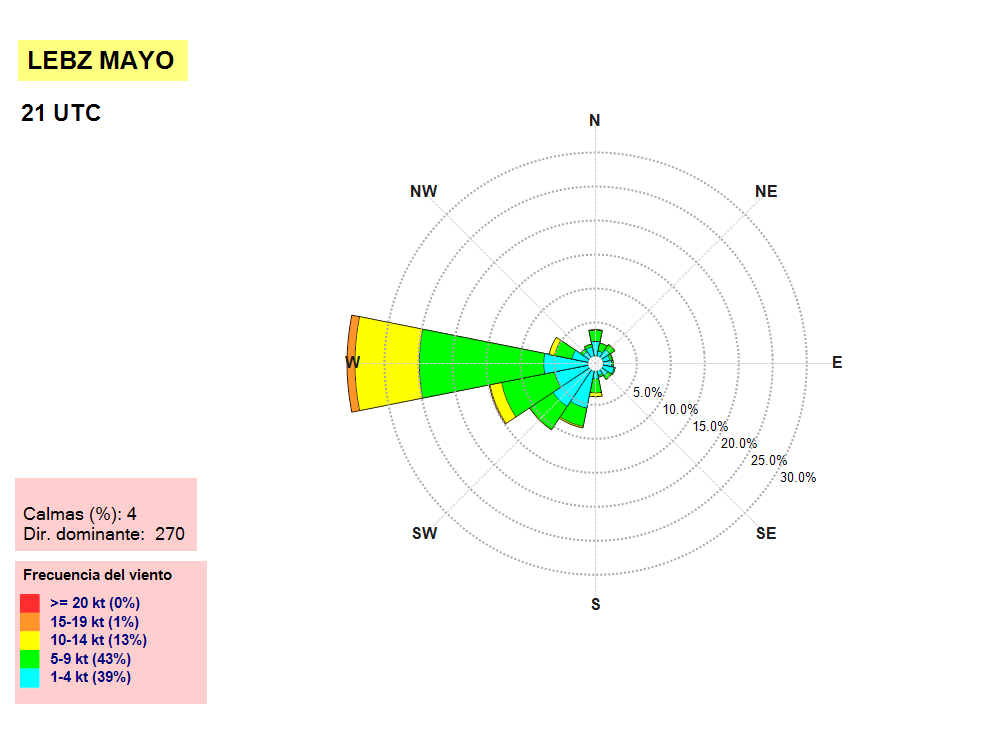 LEBZ MAYO
21 UTC
N
NW
NE
W
E
5.0%
10.0%
15.0%
20.0%
25.0%
30.0%
SW
SE
S
Calmas (%): 4
Dir. dominante: 270
Frecuencia del viento
>= 20 kt (0%)
15-19 kt (1%)
10-14 kt (13%)
5-9 kt (43%)
1-4 kt (39%)